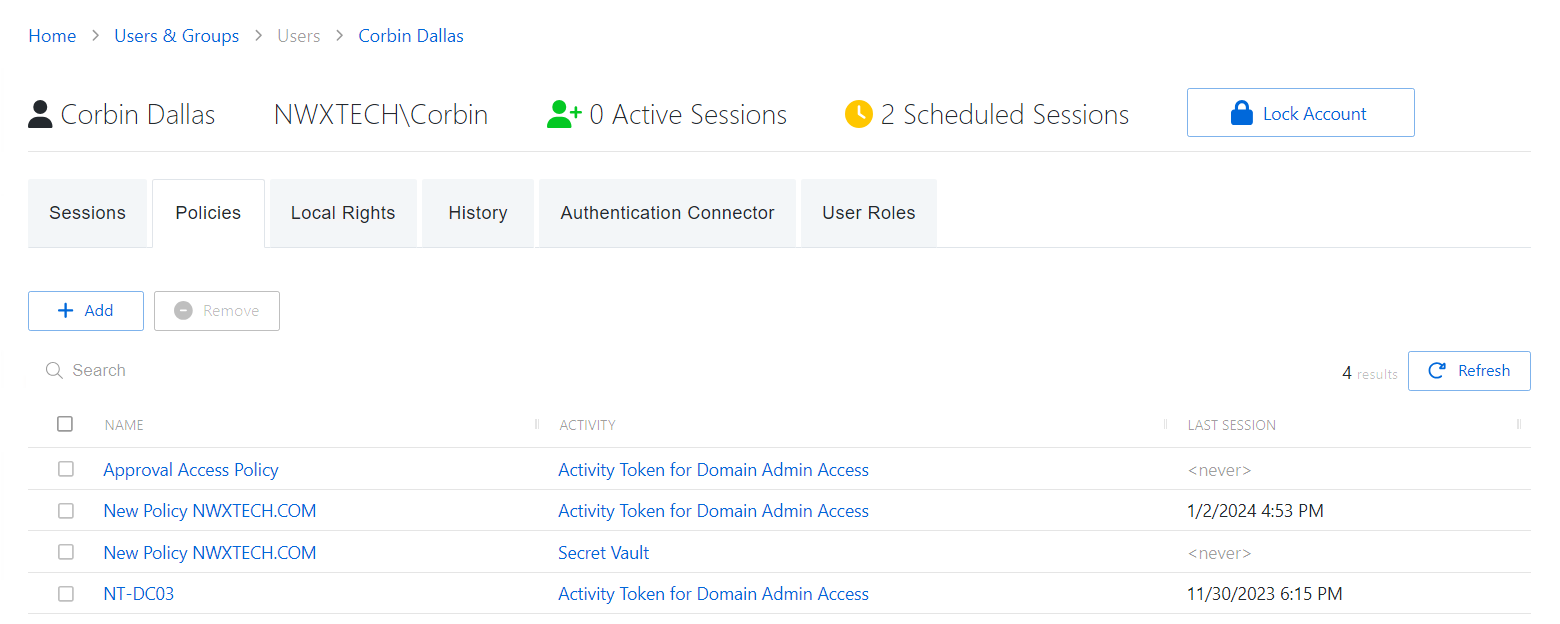 Home > Users & Groups > Users > Corbin Dallas
Corbin Dallas NWXTECH\Corbin 0 Active Sessions 2 Scheduled Sessions Lock Account
Sessions Policies Local Rights History Authentication Connector User Roles
+ Add Remove
Search 4 results Refresh
NAME ACTIVITY LAST SESSION
Approval Access Policy Activity Token for Domain Admin Access <never>
New Policy NWXTECH.COM Activity Token for Domain Admin Access 1/2/2024 4:53 PM
New Policy NWXTECH.COM Secret Vault <never>
NT-DC03 Activity Token for Domain Admin Access 11/30/2023 6:15 PM